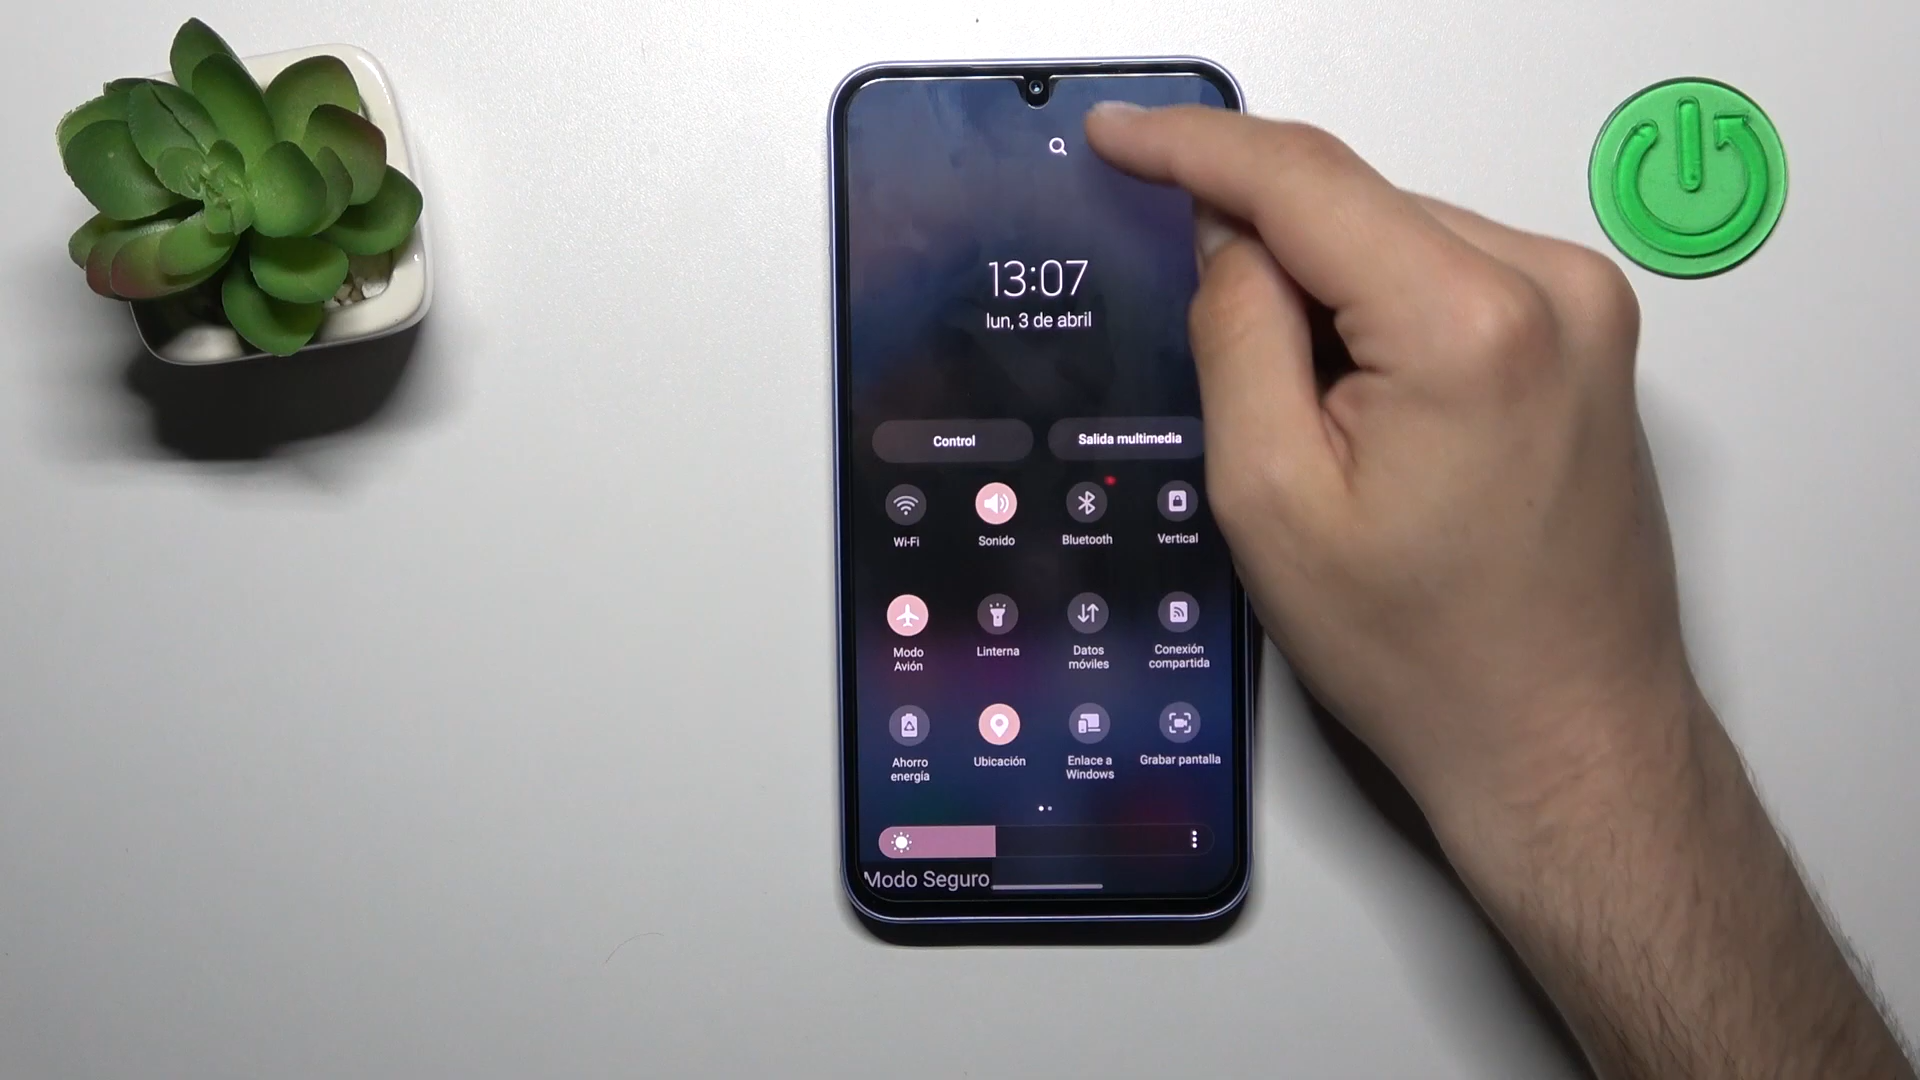 13:07
lun, 3 de abril
Control
Salida multimedia
Wi-Fi
Sonido
Bluetooth
Vertical
Modo
Avión
Linterna
Datos
móviles
Conexión
compartida
Ahorro
energía
Ubicación
Enlace a
Windows
Grabar pantalla
Modo Seguro